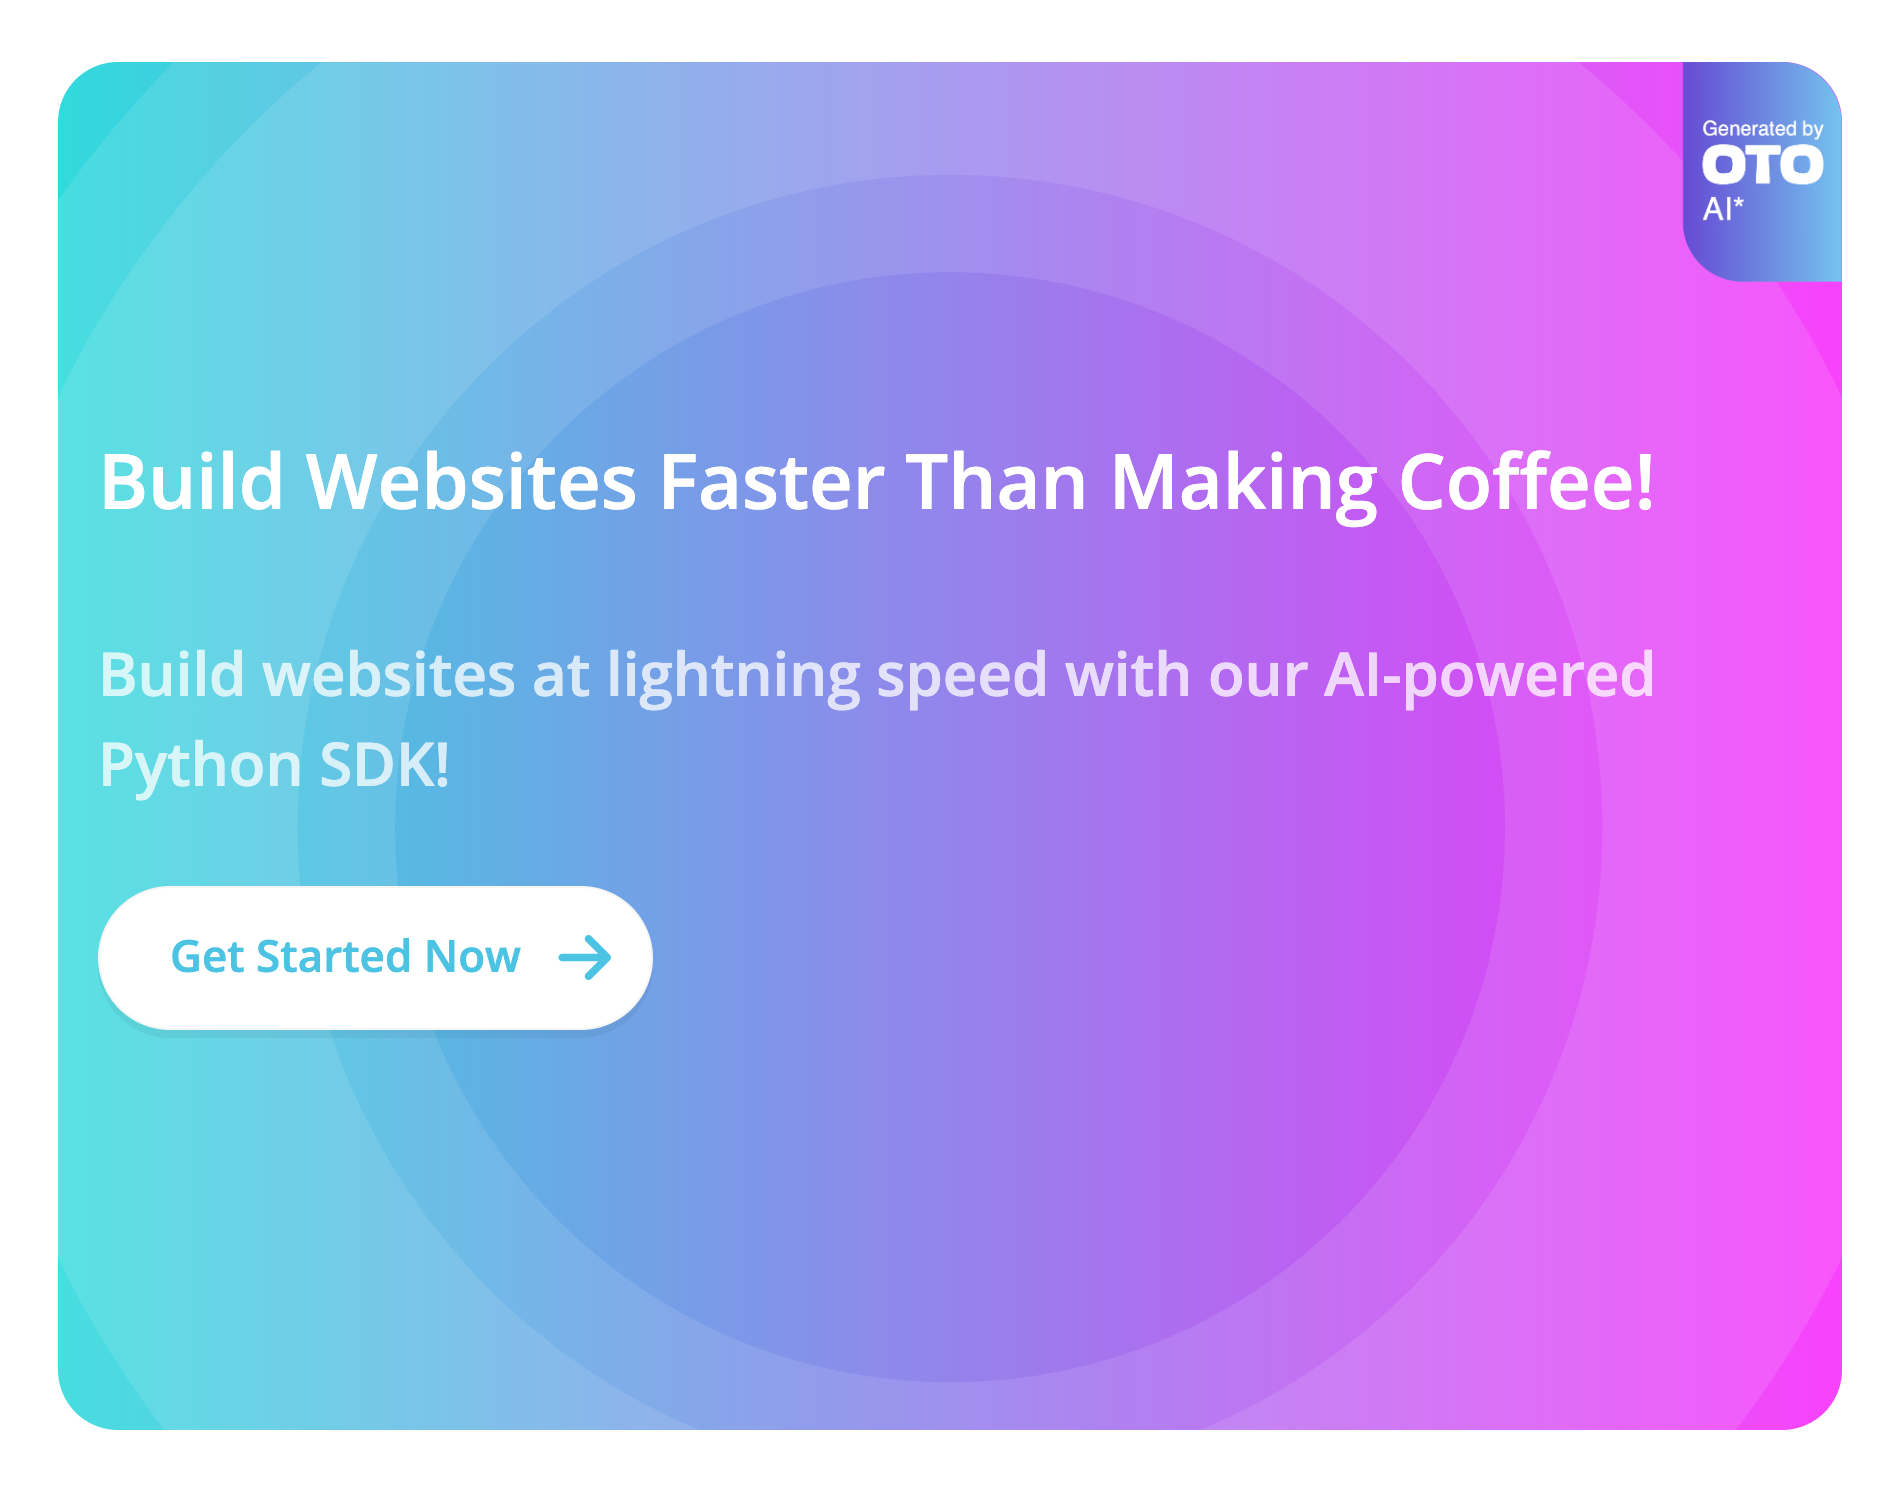 Generated by
OTO
AI*
Build Websites Faster Than Making Coffee!
Build websites at lightning speed with our AI-powered
Python SDK!
Get Started Now